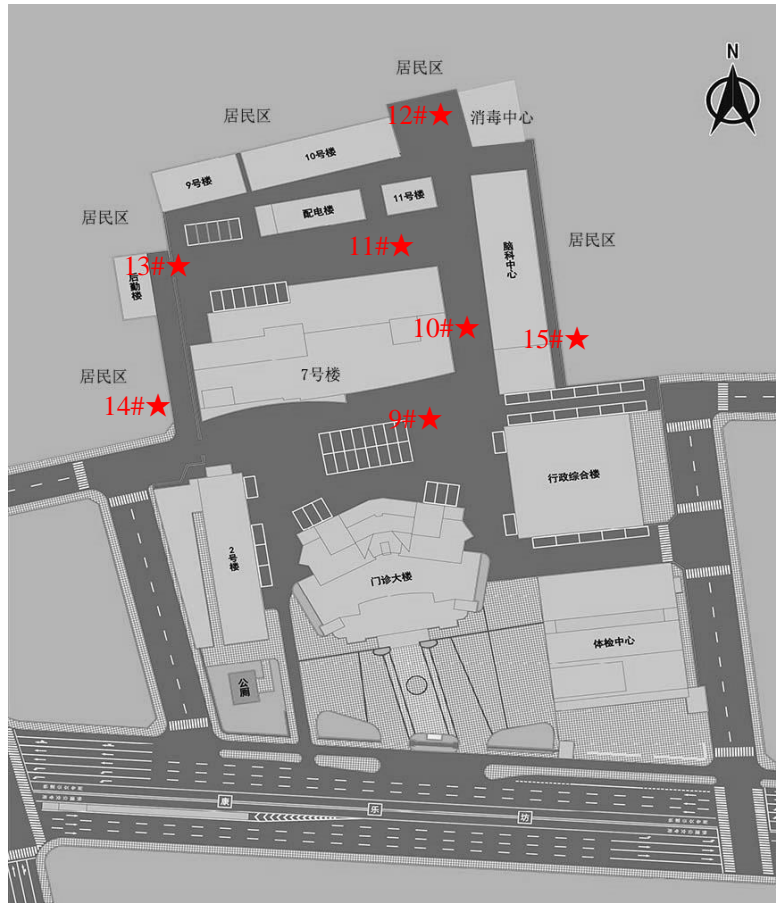 N
居民区
12#★
消毒中心
居民区
10号楼
9号楼
11号楼
配电楼
居民区
11#★
居民区
脑科中心
13#★
后勤楼
10#★
15#★
7号楼
居民区
14#★
9#★
行政综合楼
2号楼
门诊大楼
体检中心
公厕
康
乐
坊